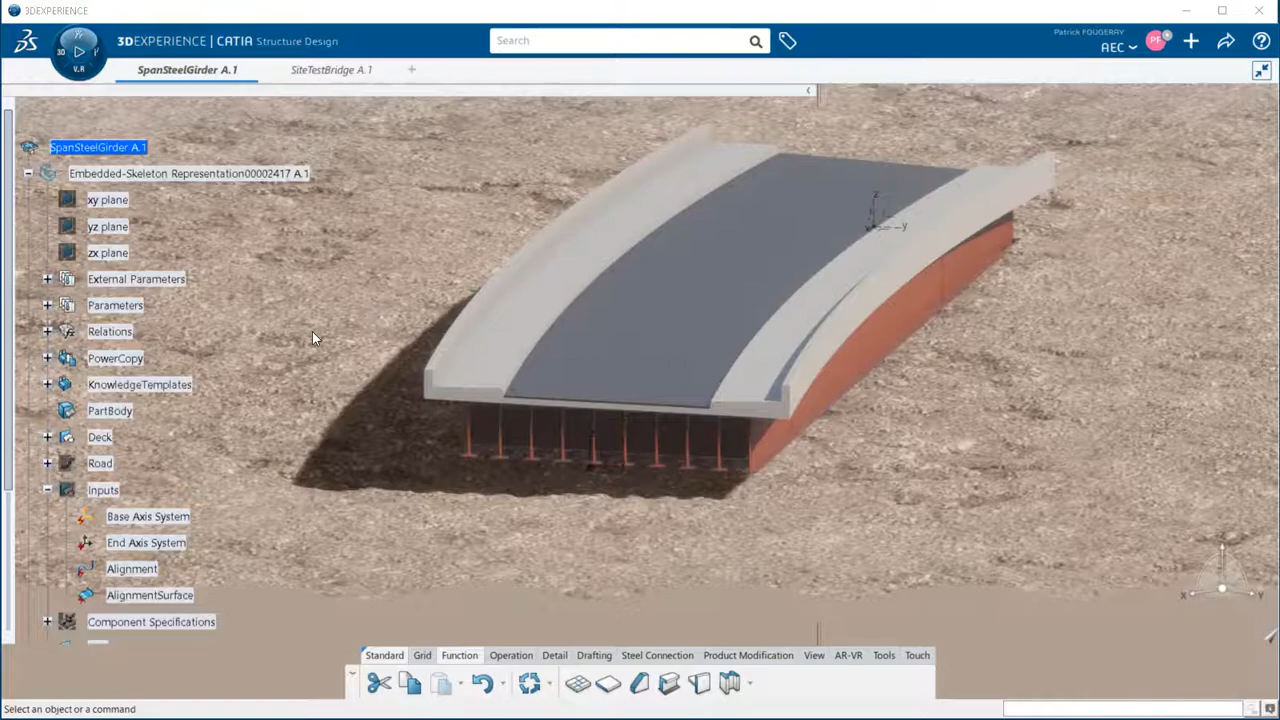 3DEXPERIENCE
3DEXPERIENCE | CATIA Structure Design
Search
Patrick FOUGERAY
AEC
PF
3D
V.R
SpanSteelGirder A.1
SiteTestBridge A.1
SpanSteelGirder A.1
Embedded-Skeleton Representation00002417 A.1
xy plane
yz plane
zx plane
External Parameters
Parameters
Relations
PowerCopy
KnowledgeTemplates
PartBody
Deck
Road
Inputs
Base Axis System
End Axis System
Alignment
AlignmentSurface
Component Specifications
z
y
X
Y
Standard Grid Function Operation Detail Drafting Steel Connection Product Modification View AR-VR Tools Touch
Select an object or a command